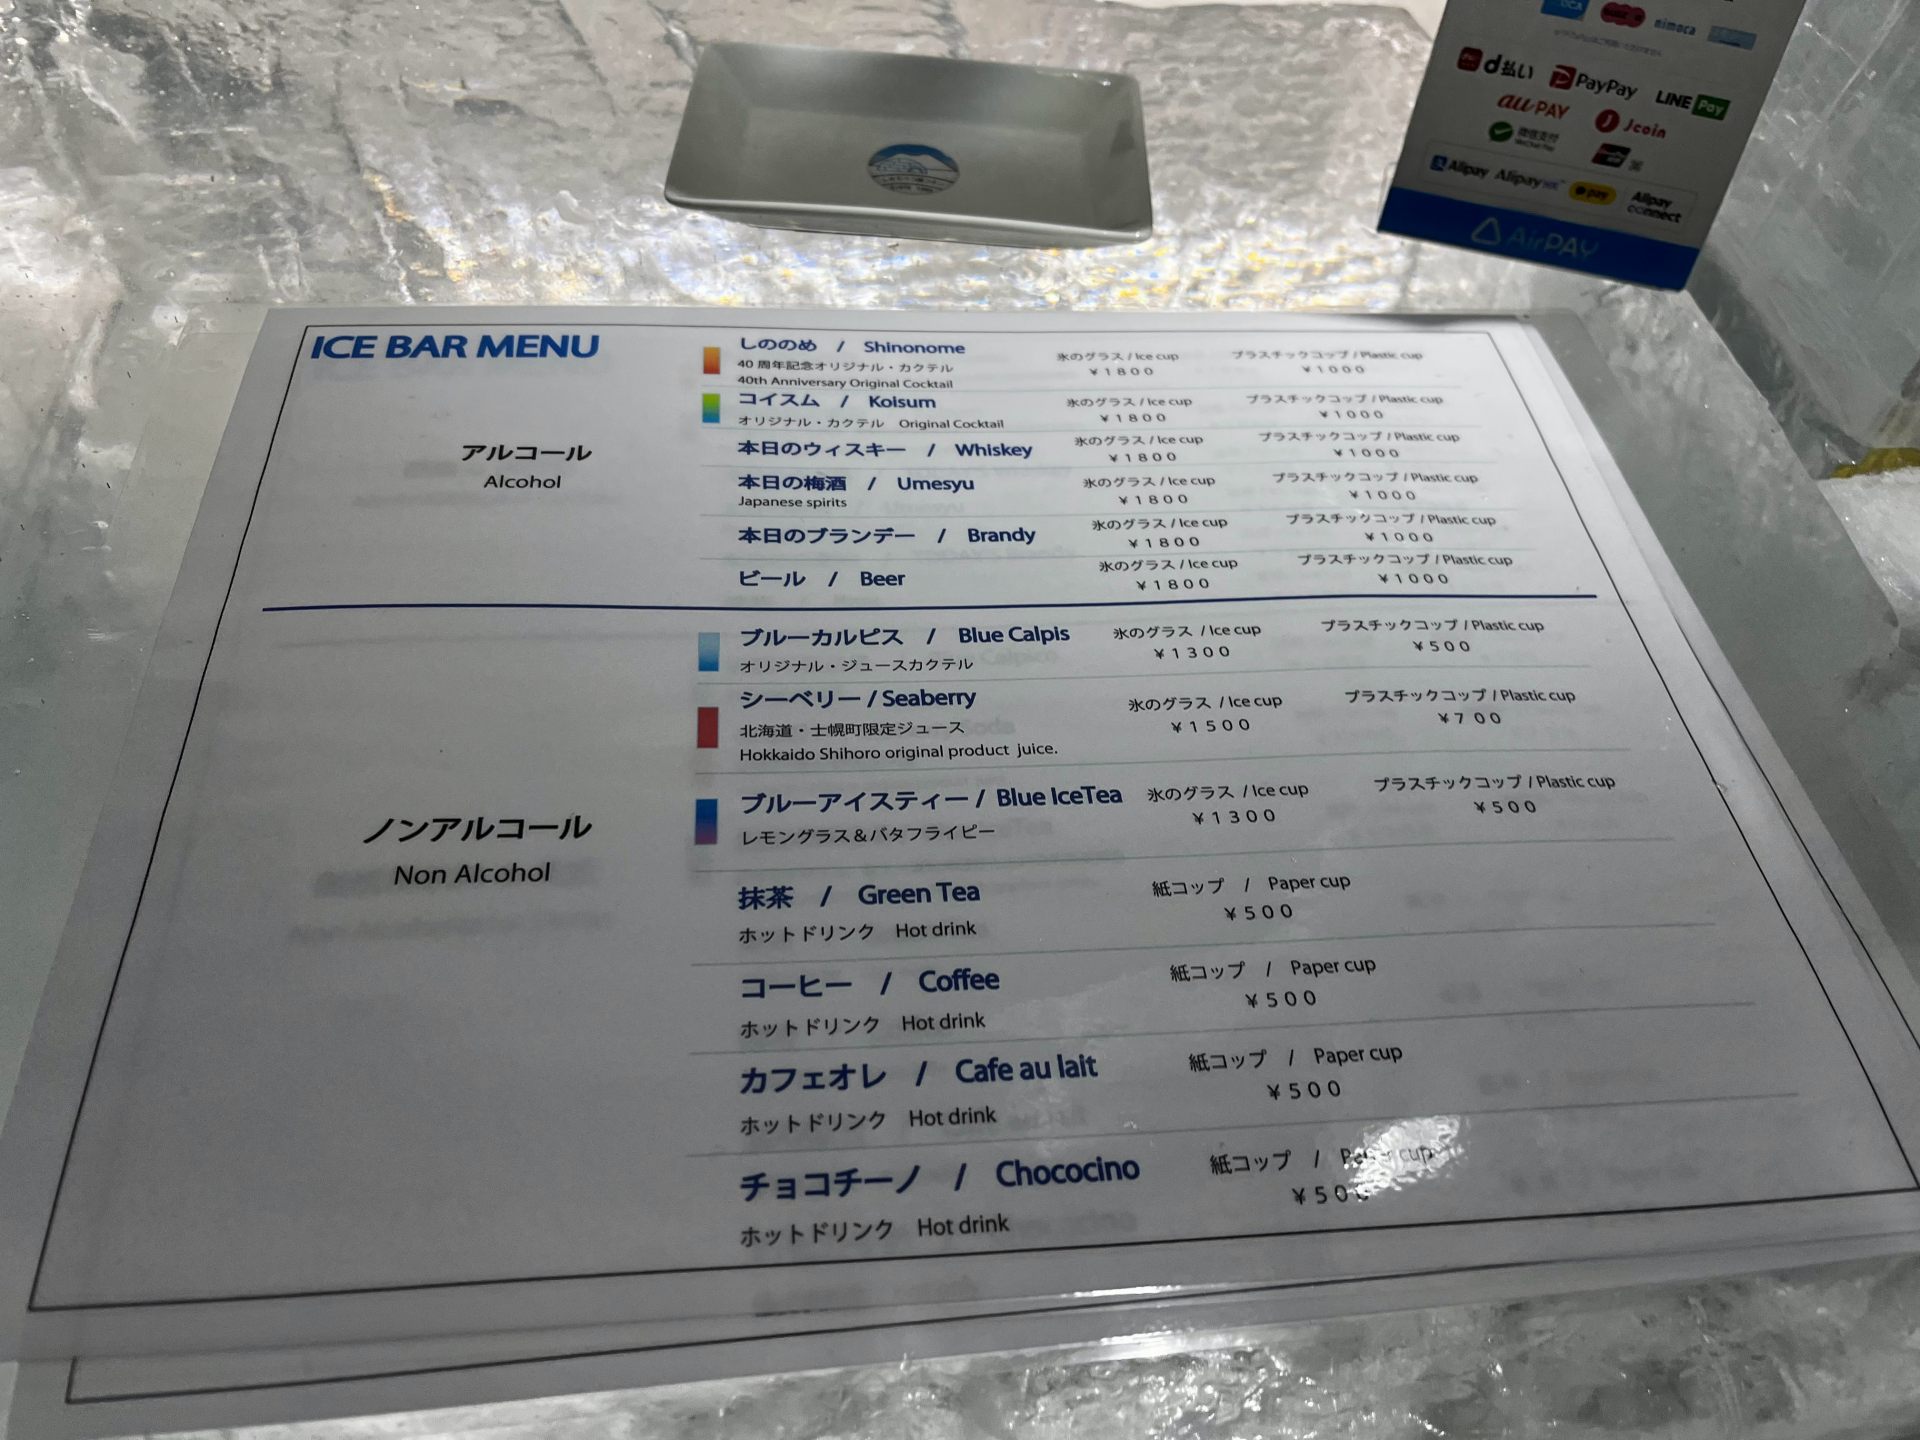 nimoca
d払い
PayPay
LINE Pay
au PAY
Jcoin
微信支付
WeChat Pay
Alipay
Alipay
pay
Alipay
connect
AirPAY
ICE BAR MENU
アルコール
Alcohol
しののめ / Shinonome
40周年記念オリジナル・カクテル
40th Anniversary Original Cocktail
氷のグラス / Ice cup
￥1800
プラスチックコップ / Plastic cup
￥1000
コイスム / Koisum
オリジナル・カクテル Original Cocktail
氷のグラス / Ice cup
￥1800
プラスチックコップ / Plastic cup
￥1000
本日のウィスキー / Whiskey
氷のグラス / Ice cup
￥1800
プラスチックコップ / Plastic cup
￥1000
本日の梅酒 / Umesyu
Japanese spirits
氷のグラス / Ice cup
￥1800
プラスチックコップ / Plastic cup
￥1000
本日のブランデー / Brandy
氷のグラス / Ice cup
￥1800
プラスチックコップ / Plastic cup
￥1000
ビール / Beer
氷のグラス / Ice cup
￥1800
プラスチックコップ / Plastic cup
￥1000
ノンアルコール
Non Alcohol
ブルーカルピス / Blue Calpis
オリジナル・ジュースカクテル
氷のグラス / Ice cup
￥1300
プラスチックコップ / Plastic cup
￥500
シーベリー / Seaberry
北海道・士幌町限定ジュース
Hokkaido Shihoro original product juice.
氷のグラス / Ice cup
￥1500
プラスチックコップ / Plastic cup
￥700
ブルーアイスティー / Blue IceTea
レモングラス＆バタフライピー
氷のグラス / Ice cup
￥1300
プラスチックコップ / Plastic cup
￥500
抹茶 / Green Tea
ホットドリンク Hot drink
紙コップ / Paper cup
￥500
コーヒー / Coffee
ホットドリンク Hot drink
紙コップ / Paper cup
￥500
カフェオレ / Cafe au lait
ホットドリンク Hot drink
紙コップ / Paper cup
￥500
チョコチーノ / Chococino
ホットドリンク Hot drink
紙コップ / Paper cup
￥500